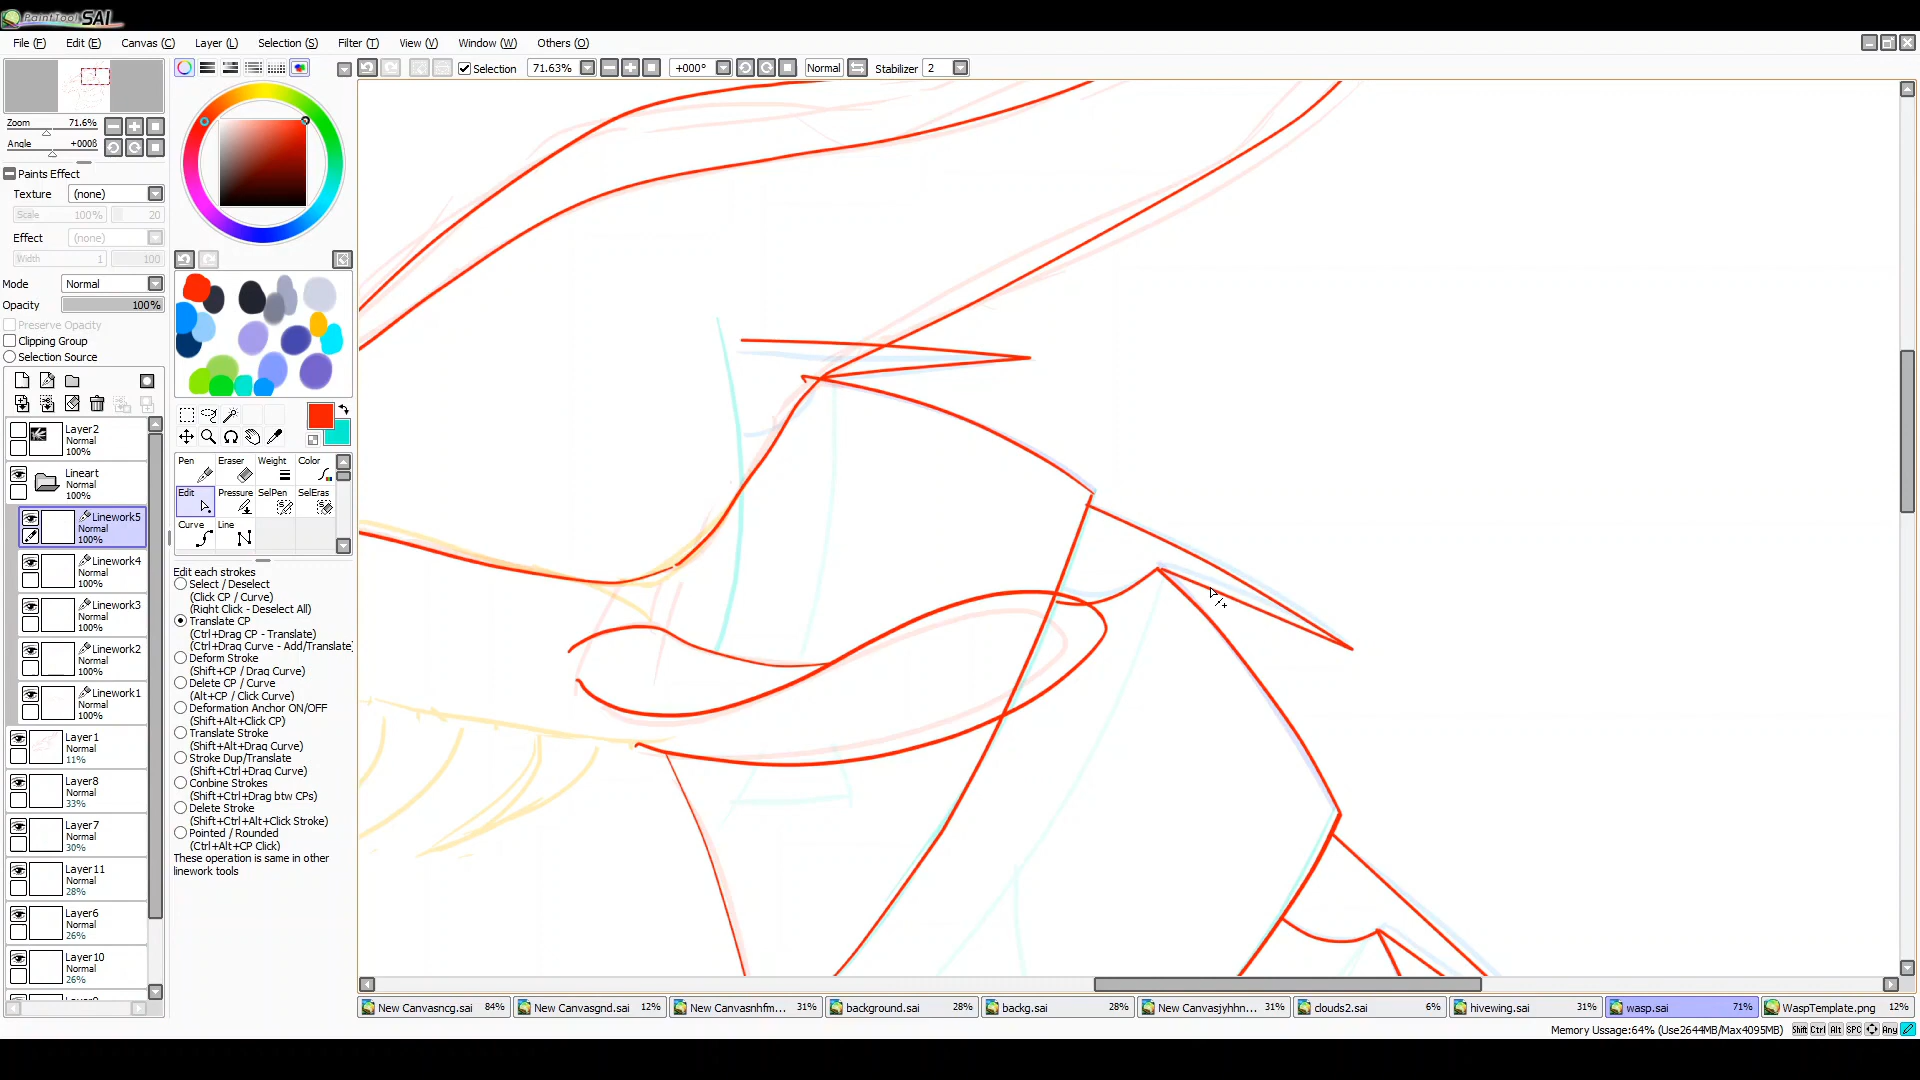 PaintTool SAI
File (F) Edit (E) Canvas (C) Layer (L) Selection (S) Filter (T) View (V) Window (W) Others (O)
Selection 71.63% +000° Normal Stabilizer 2
Zoom 71.6%
Angle +000ß
Paints Effect
Texture (none)
Scale 100% 20
Effect (none)
Width 1 100
Mode Normal
Opacity 100%
Preserve Opacity
Clipping Group
Selection Source
Layer2
Normal
100%
Lineart
Normal
100%
Linework5
Normal
100%
Linework4
Normal
100%
Linework3
Normal
100%
Linework2
Normal
100%
Linework1
Normal
100%
Layer1
Normal
11%
Layer8
Normal
33%
Layer7
Normal
30%
Layer11
Normal
28%
Layer6
Normal
26%
Layer10
Normal
26%
Pen Eraser Weight Color
Edit Pressure SelPen SelEras
Curve Line
Edit each strokes
Select / Deselect
(Click CP / Curve)
(Right Click - Deselect All)
Translate CP
(Ctrl+Drag CP - Translate)
(Ctrl+Drag Curve - Add/Translate)
Deform Stroke
(Shift+CP / Drag Curve)
Delete CP / Curve
(Alt+CP / Click Curve)
Deformation Anchor ON/OFF
(Shift+Alt+Click CP)
Translate Stroke
(Shift+Alt+Drag Curve)
Stroke Dup/Translate
(Shift+Ctrl+Drag Curve)
Conbine Strokes
(Shift+Ctrl+Drag btw CPs)
Delete Stroke
(Shift+Ctrl+Alt+Click Stroke)
Pointed / Rounded
(Ctrl+Alt+CP Click)
These operation is same in other
linework tools
New Canvasncg.sai 84% New Canvasgnd.sai 12% New Canvasnhfm... 31% background.sai 28% backg.sai 28% New Canvasjyhhn... 31% clouds2.sai 6% hivewing.sai 31% wasp.sai 71% WaspTemplate.png 12%
Memory Ussage:64% (Use2644MB/Max4095MB) Shift Ctrl Alt SPC Any